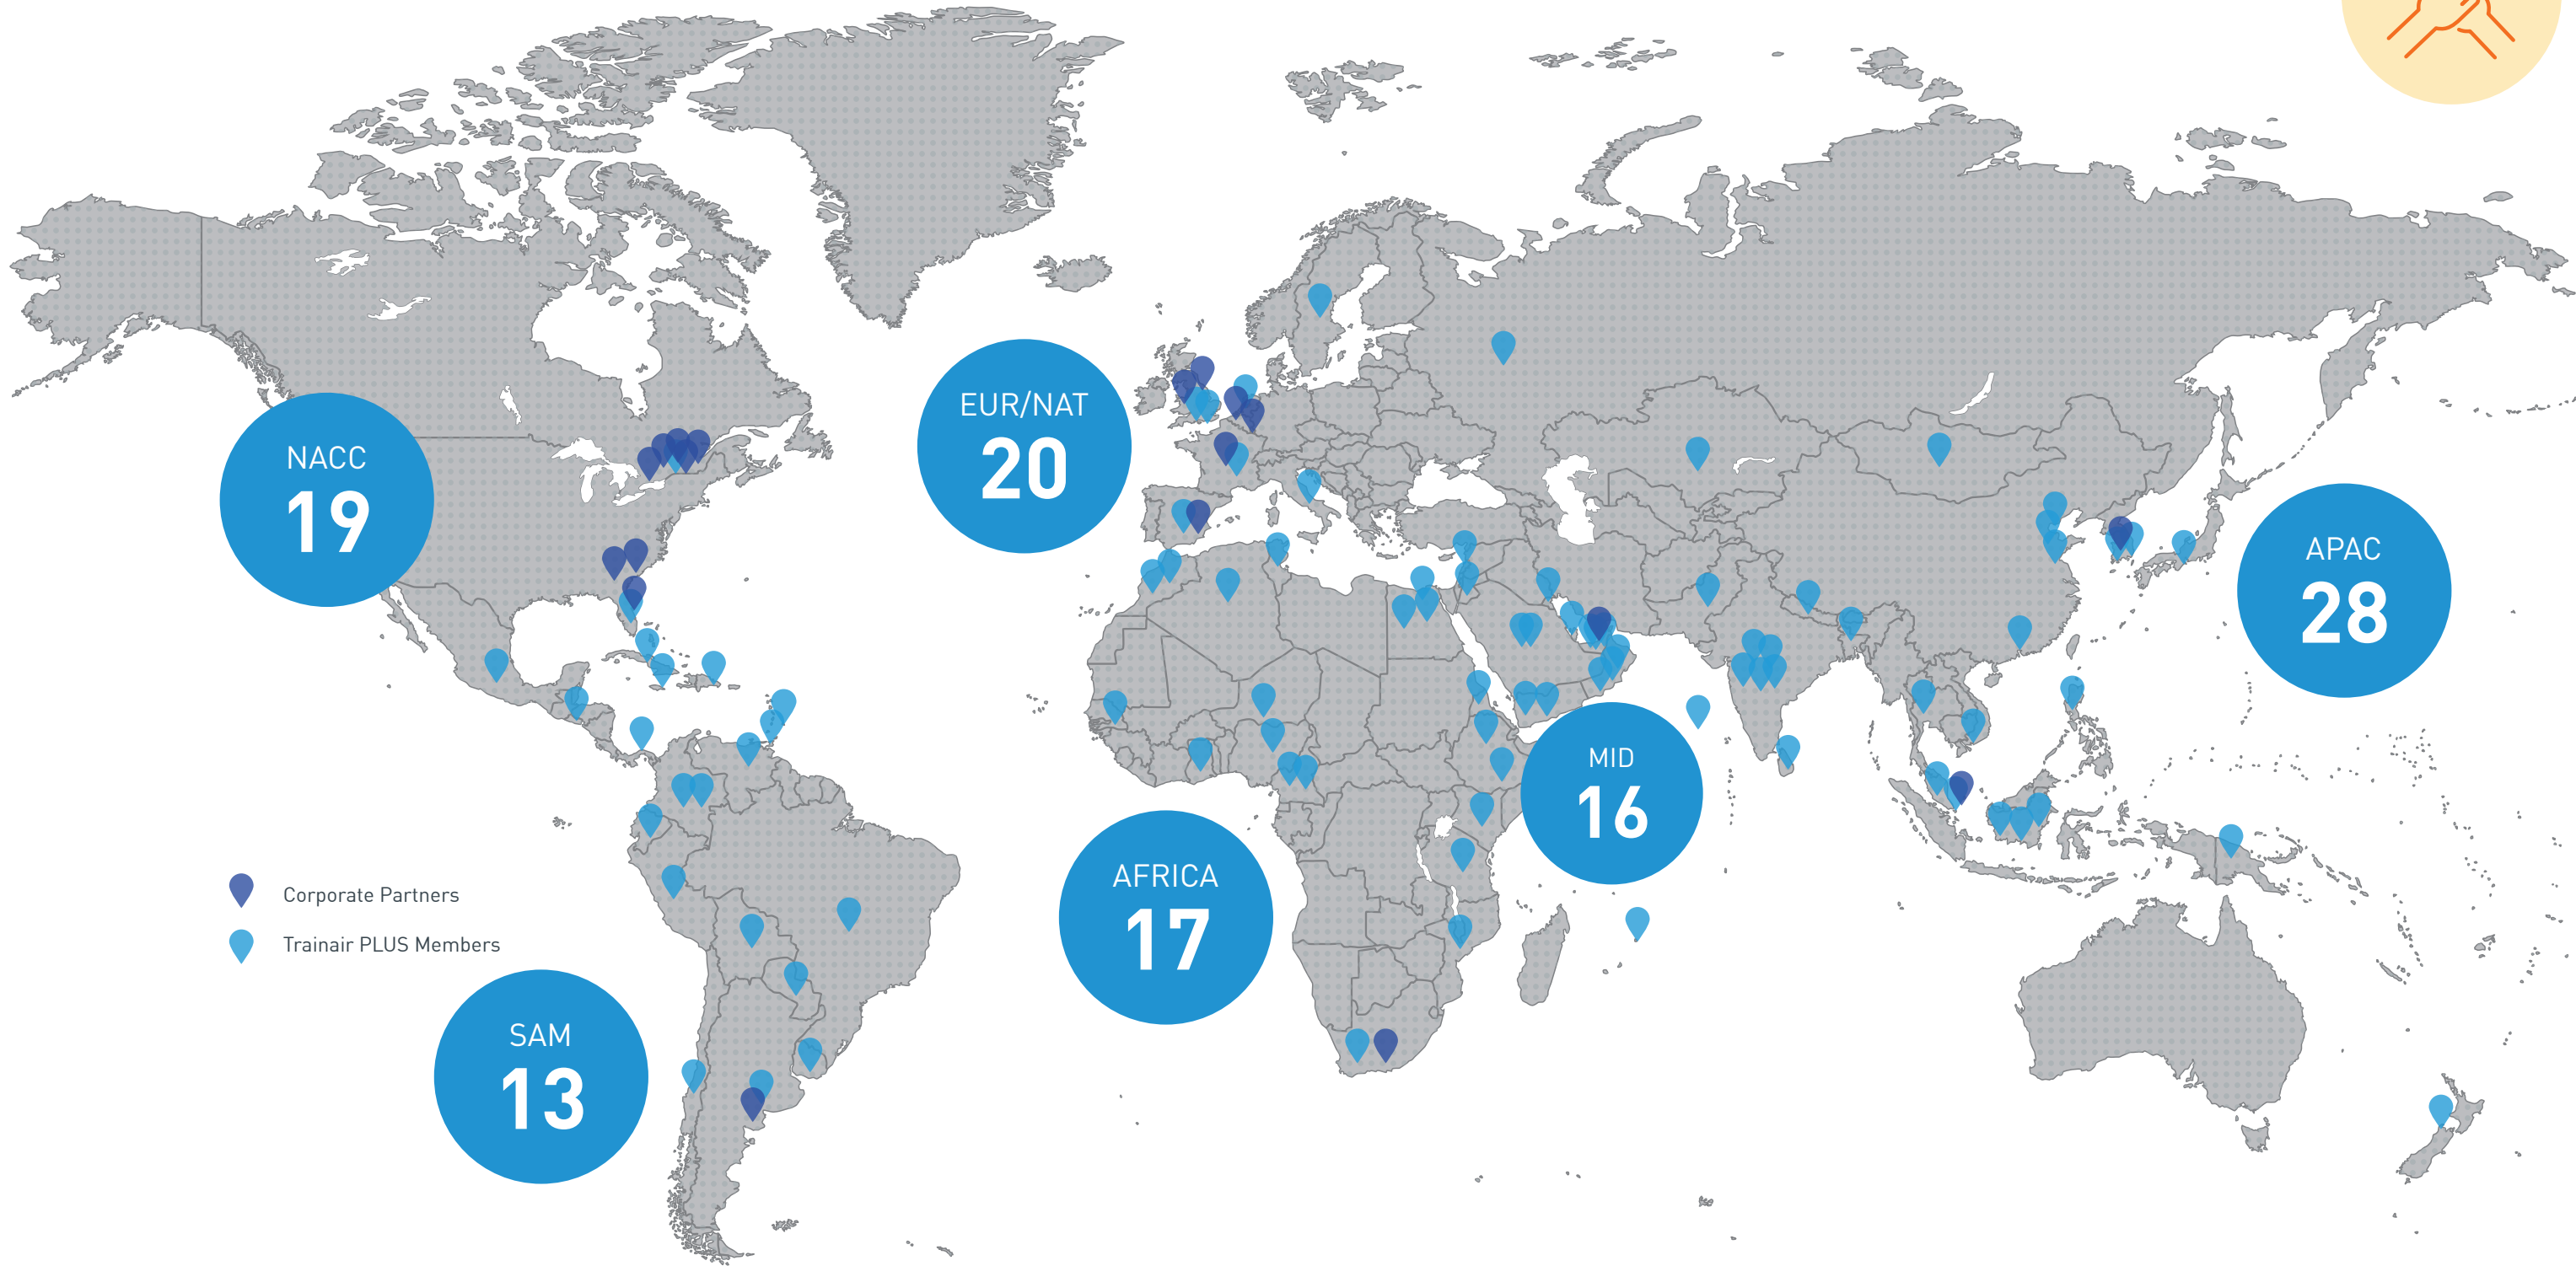 NACC
19
EUR/NAT
20
APAC
28
MID
16
AFRICA
17
Corporate Partners
Trainair PLUS Members
SAM
13